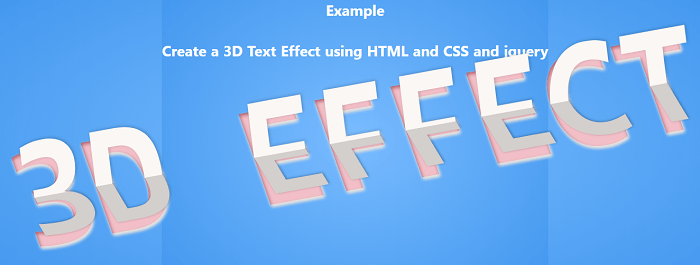 Example
Create a 3D Text Effect using HTML and CSS and jquery
3D EFFECT